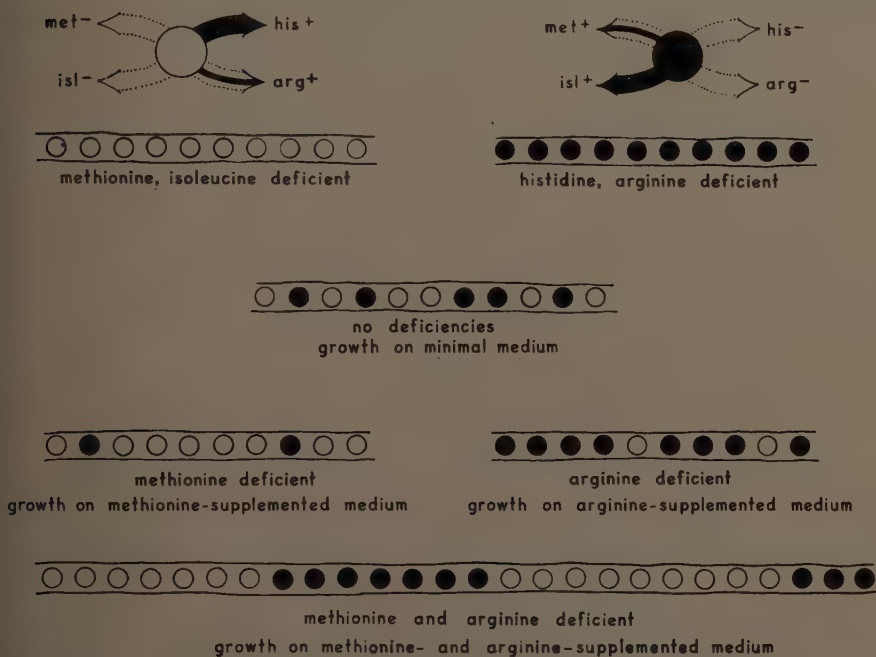 met⁻ his⁺ met⁺ his⁻
isl⁻ arg⁺ isl⁺ arg⁻
methionine, isoleucine deficient histidine, arginine deficient
no deficiencies
growth on minimal medium
methionine deficient arginine deficient
growth on methionine-supplemented medium growth on arginine-supplemented medium
methionine and arginine deficient
growth on methionine- and arginine-supplemented medium